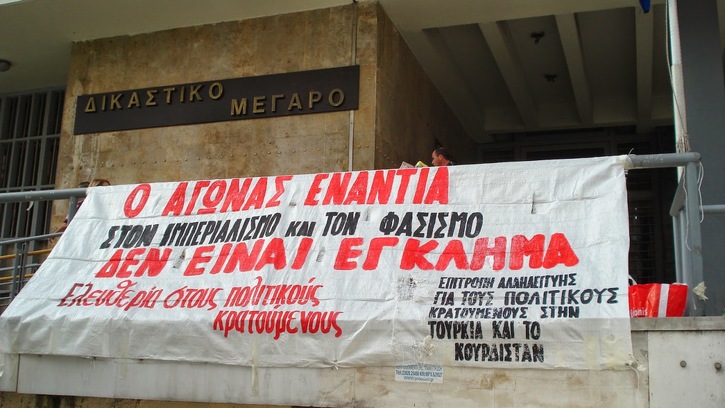 ΔΙΚΑΣΤΙΚΟ ΜΕΓΑΡΟ
Ο ΑΓΩΝΑΣ ΕΝΑΝΤΙΑ
ΣΤΟΝ ΙΜΠΕΡΙΑΛΙΣΜΟ και ΤΟΝ ΦΑΣΙΣΜΟ
ΔΕΝ ΕΙΝΑΙ ΕΓΚΛΗΜΑ
Ελευθερία στους πολιτικούς
κρατούμενους
ΕΠΙΤΡΟΠΗ ΑΛΛΗΛΕΓΓΥΗΣ
ΓΙΑ ΤΟΥΣ ΠΟΛΙΤΙΚΟΥΣ
ΚΡΑΤΟΥΜΕΝΟΥΣ ΣΤΗΝ
ΤΟΥΡΚΙΑ ΚΑΙ ΤΟ
ΚΟΥΡΔΙΣΤΑΝ